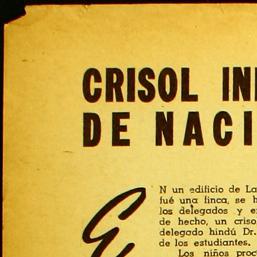 CRISOL IN
DE NACI
EN un edificio de La
fué una finca, se h
los delegados y e
de hecho, un criso
delegado hindú Dr.
de los estudiantes.
Los niños proc